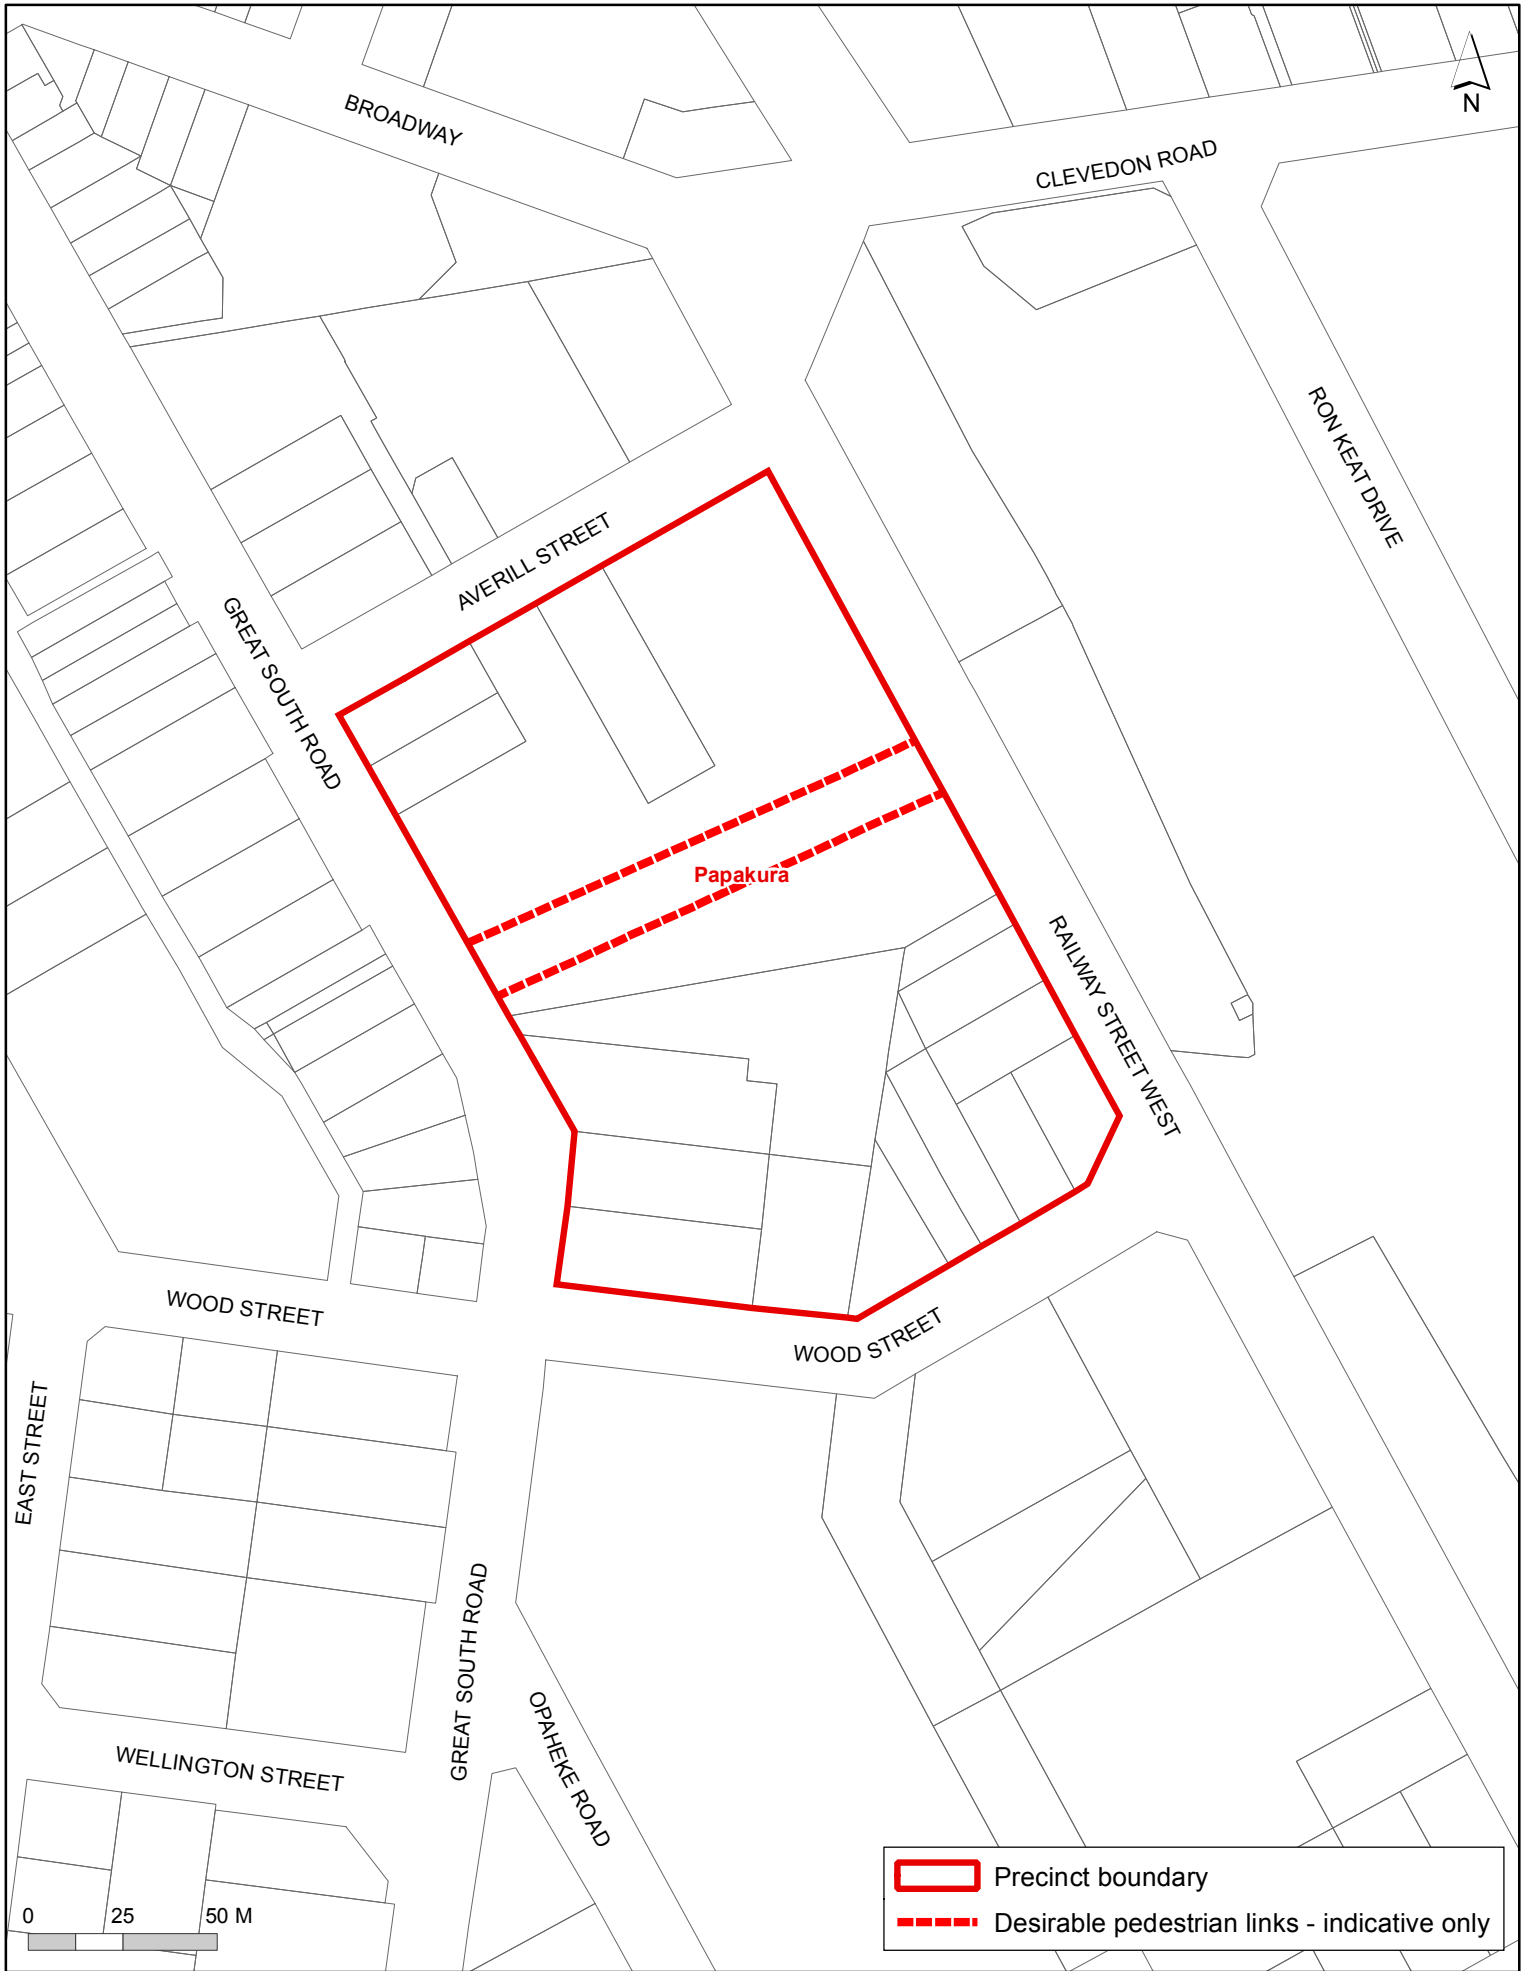 BROADWAY
N
CLEVEDON ROAD
RON KEAT DRIVE
AVERILL STREET
GREAT SOUTH ROAD
Papakura
RAILWAY STREET WEST
WOOD STREET
WOOD STREET
EAST STREET
GREAT SOUTH ROAD
OPAHEKE ROAD
WELLINGTON STREET
0 25 50 M
Precinct boundary
Desirable pedestrian links - indicative only